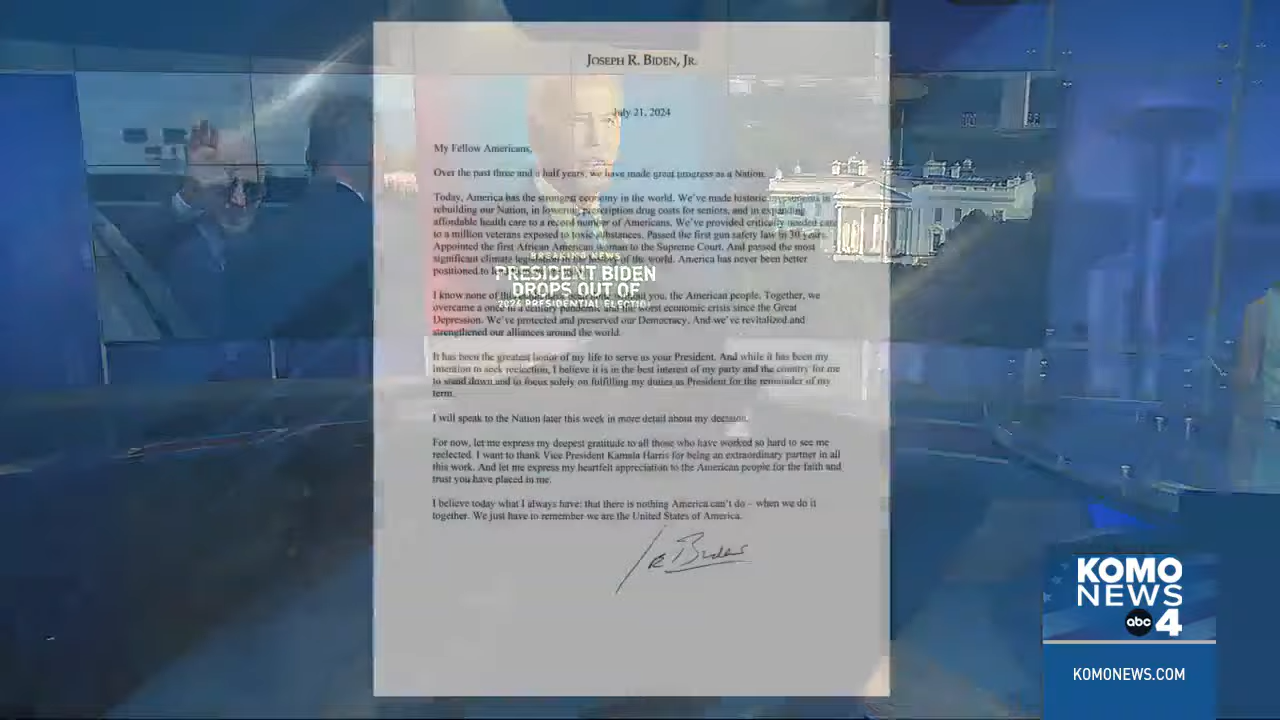 JOSEPH R. BIDEN, JR.
July 21, 2024
My Fellow Americans,
Over the past three and a half years, we have made great progress as a Nation.
Today, America has the strongest economy in the world. We've made historic investments in
rebuilding our Nation, in lowering prescription drug costs for seniors, and in expanding
affordable health care to a record number of Americans. We've provided critically needed care
to a million veterans exposed to toxic substances. Passed the first gun safety law in 30 years.
Appointed the first African American woman to the Supreme Court. And passed the most
significant climate legislation in the history of the world. America has never been better
positioned to
I know none of this you, the American people. Together, we
overcame a once in a century pandemic and the worst economic crisis since the Great
Depression. We've protected and preserved our Democracy. And we've revitalized and
strengthened our alliances around the world.
It has been the greatest honor of my life to serve as your President. And while it has been my
intention to seek reelection, I believe it is in the best interest of my party and the country for me
to stand down and to focus solely on fulfilling my duties as President for the remainder of my
term.
I will speak to the Nation later this week in more detail about my decision.
For now, let me express my deepest gratitude to all those who have worked so hard to see me
reelected. I want to thank Vice President Kamala Harris for being an extraordinary partner in all
this work. And let me express my heartfelt appreciation to the American people for the faith and
trust you have placed in me.
I believe today what I always have: that there is nothing America can't do – when we do it
together. We just have to remember we are the United States of America.
BREAKING NEWS
PRESIDENT BIDEN
DROPS OUT OF
2024 PRESIDENTIAL ELECTION
KOMO
NEWS
abc 4
KOMONEWS.COM